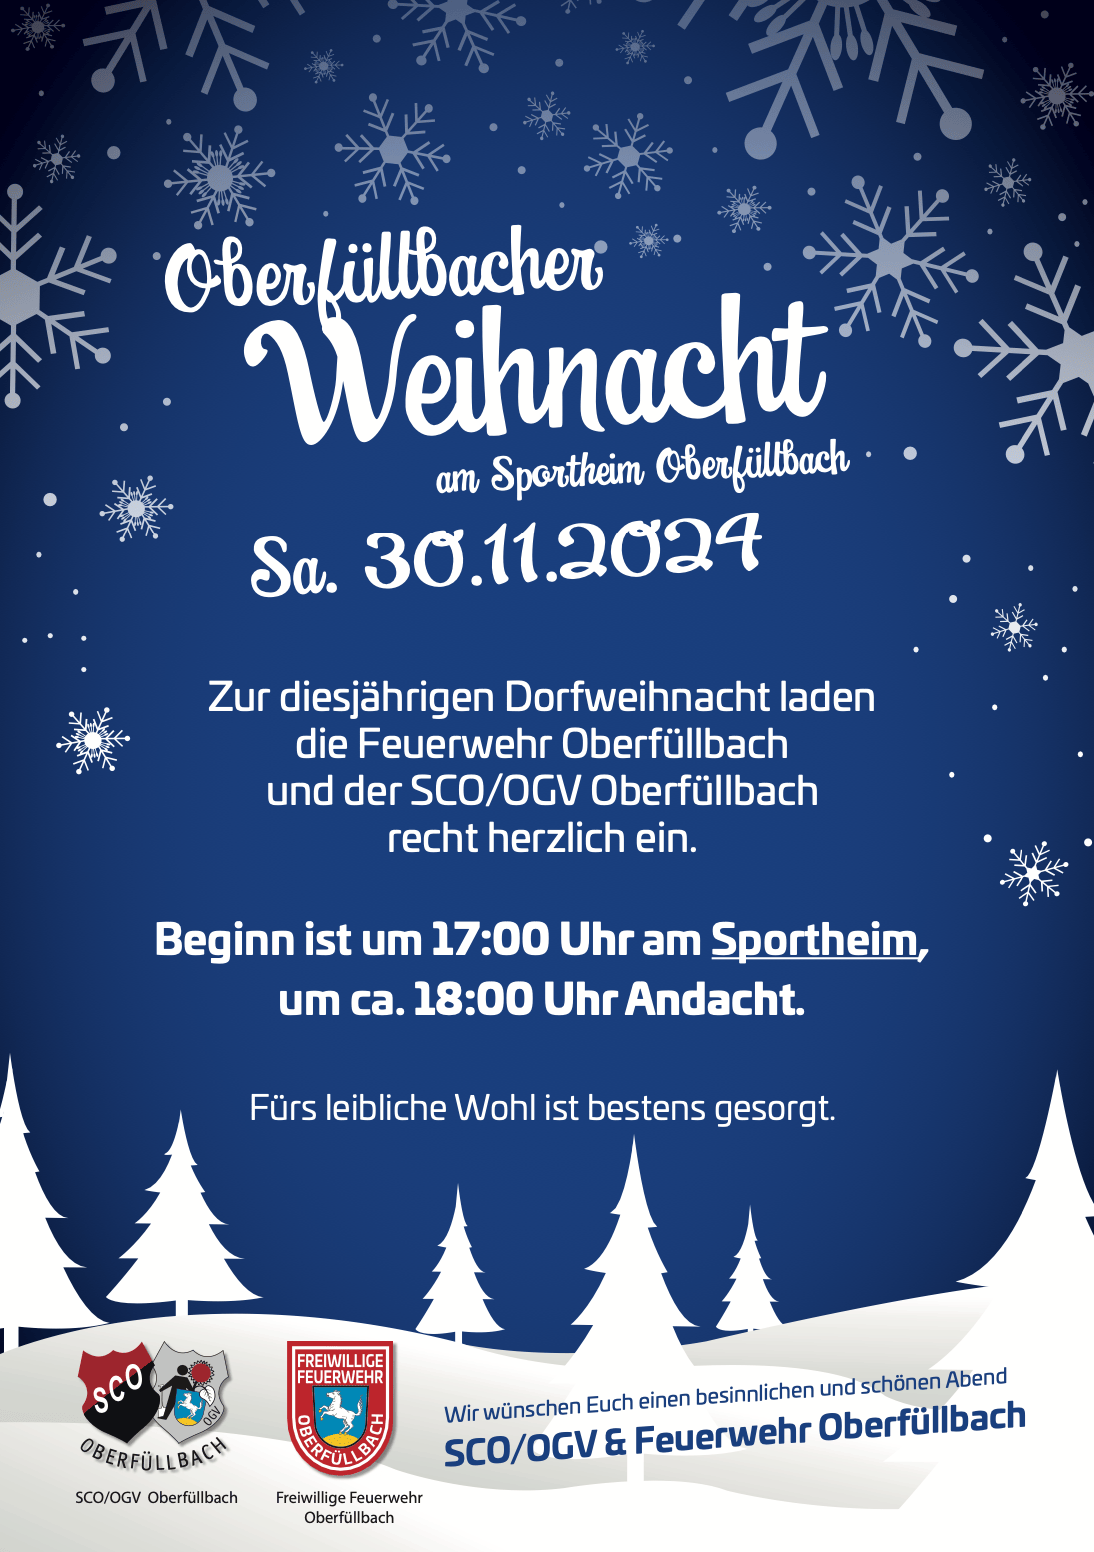 Oberfüllbacher
Weihnacht
am Sportheim Oberfüllbach
Sa. 30.11.2024
Zur diesjährigen Dorfweihnacht laden
die Feuerwehr Oberfüllbach
und der SCO/OGV Oberfüllbach
recht herzlich ein.
Beginn ist um 17:00 Uhr am Sportheim,
um ca. 18:00 Uhr Andacht.
Fürs leibliche Wohl ist bestens gesorgt.
SCO
OGV
OBERFÜLLBACH
SCO/OGV Oberfüllbach
FREIWILLIGE
FEUERWEHR
OBERFÜLLBACH
Freiwillige Feuerwehr
Oberfüllbach
Wir wünschen Euch einen besinnlichen und schönen Abend
SCO/OGV & Feuerwehr Oberfüllbach